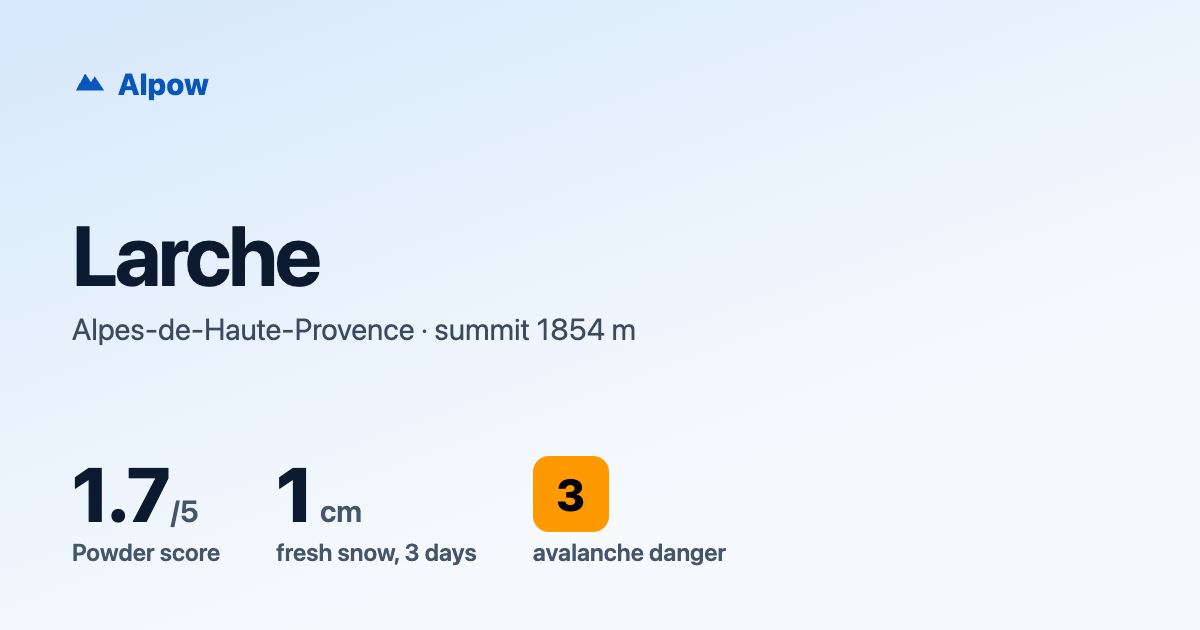 Alpow
Larche
Alpes-de-Haute-Provence · summit 1854 m
1.7/5 1 cm 3
Powder score fresh snow, 3 days avalanche danger